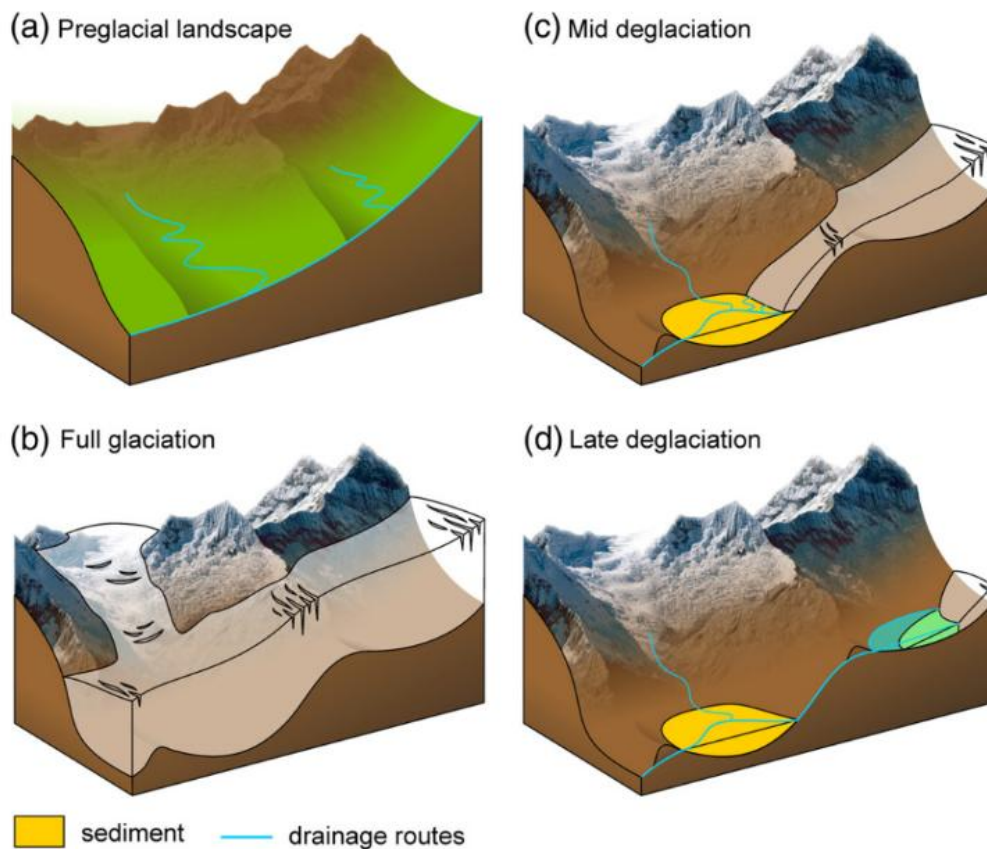 (a) Preglacial landscape
(b) Full glaciation
(c) Mid deglaciation
(d) Late deglaciation
sediment
drainage routes